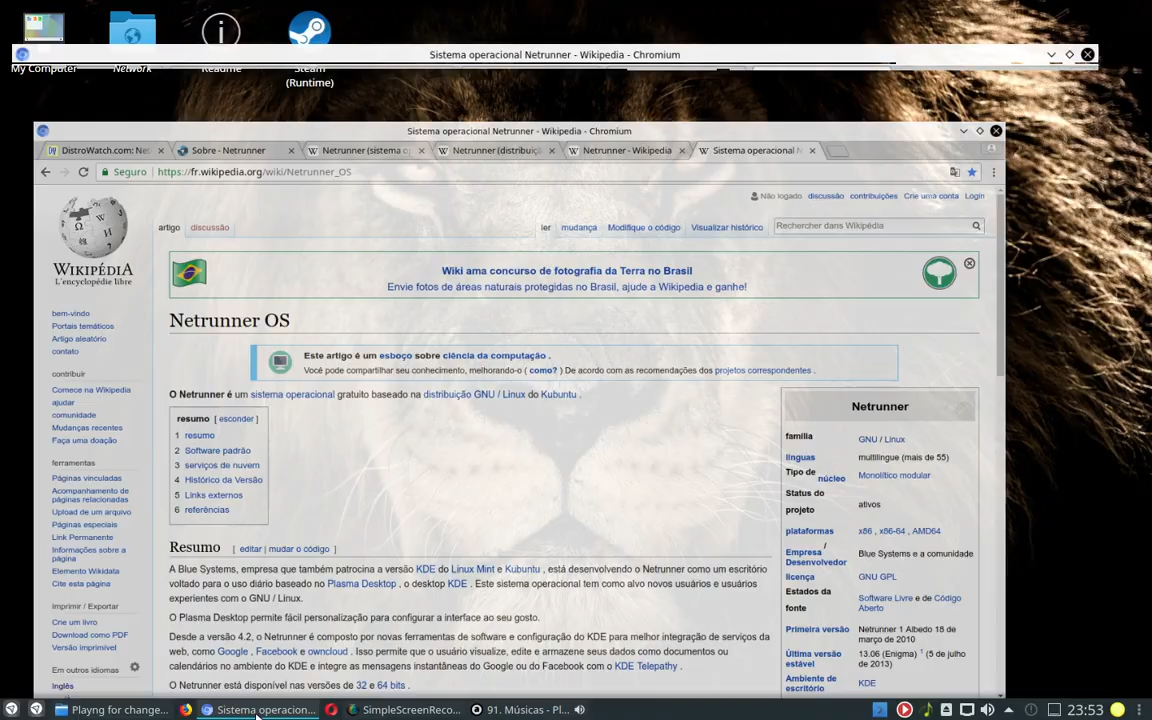 Sistema operacional Netrunner - Wikipedia - Chromium
My Computer
Network
Readme
Steam
(Runtime)
Sistema operacional Netrunner - Wikipedia - Chromium
DistroWatch.com: Net
Sobre - Netrunner
Netrunner (sistema o
Netrunner (distribuiç
Netrunner - Wikipedia
Sistema operacional N
Seguro
https://fr.wikipedia.org/wiki/Netrunner_OS
Não logado discussão contribuições Crie uma conta Login
artigo discussão
ler mudança Modifique o código Visualizar histórico
Rechercher dans Wikipédia
WIKIPÉDIA
L'encyclopédie libre
Wiki ama concurso de fotografia da Terra no Brasil
Envie fotos de áreas naturais protegidas no Brasil, ajude a Wikipedia e ganhe!
bem-vindo
Portais temáticos
Artigo aleatório
contato
contribuir
Comece na Wikipedia
ajudar
comunidade
Mudanças recentes
Faça uma doação
ferramentas
Páginas vinculadas
Acompanhamento de
páginas relacionadas
Upload de um arquivo
Páginas especiais
Link Permanente
Informações sobre a
página
Elemento Wikidata
Cite esta página
Imprimir / Exportar
Crie um livro
Download como PDF
Versão imprimível
Em outros idiomas
Inglês
Netrunner OS
Este artigo é um esboço sobre ciência da computação .
Você pode compartilhar seu conhecimento, melhorando-o ( como? ) De acordo com as recomendações dos projetos correspondentes .
O Netrunner é um sistema operacional gratuito baseado na distribuição GNU / Linux do Kubuntu .
resumo [ esconder ]
1 resumo
2 Software padrão
3 serviços de nuvem
4 Histórico da Versão
5 Links externos
6 referências
Resumo [ editar | mudar o código ]
A Blue Systems, empresa que também patrocina a versão KDE do Linux Mint e Kubuntu , está desenvolvendo o Netrunner como um escritório
voltado para o uso diário baseado no Plasma Desktop , o desktop KDE . Este sistema operacional tem como alvo novos usuários e usuários
experientes com o GNU / Linux.
O Plasma Desktop permite fácil personalização para configurar a interface ao seu gosto.
Desde a versão 4.2, o Netrunner é composto por novas ferramentas de software e configuração do KDE para melhor integração de serviços da
web, como Google , Facebook e owncloud . Isso permite que o usuário visualize, edite e armazene seus dados como documentos ou
calendários no ambiente do KDE e integre as mensagens instantâneas do Google ou do Facebook com o KDE Telepathy .
O Netrunner está disponível nas versões de 32 e 64 bits .
Netrunner
família GNU / Linux
línguas multilíngue (mais de 55)
Tipo de núcleo Monolítico modular
Status do
projeto ativos
plataformas x86 , x86-64 , AMD64
Empresa /
Desenvolvedor Blue Systems e a comunidade
licença GNU GPL
Estados da
fonte Software Livre e de Código
Aberto
Primeira versão Netrunner 1 Albedo 18 de
março de 2010
Última versão
estável 13.06 (Enigma) 1 (5 de julho
de 2013)
Ambiente de
escritório KDE
Playng for change...
Sistema operacion...
SimpleScreenReco...
91. Músicas - Pl...
23:53